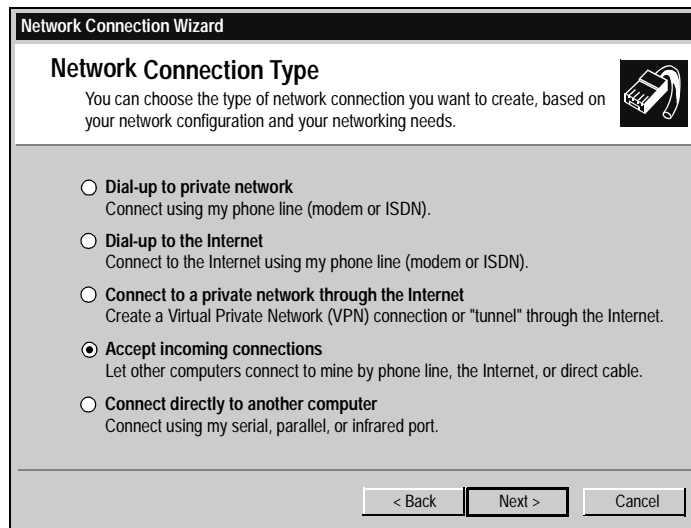 Network Connection Wizard
Network Connection Type
You can choose the type of network connection you want to create, based on
your network configuration and your networking needs.
Dial-up to private network
Connect using my phone line (modem or ISDN).
Dial-up to the Internet
Connect to the Internet using my phone line (modem or ISDN).
Connect to a private network through the Internet
Create a Virtual Private Network (VPN) connection or "tunnel" through the Internet.
Accept incoming connections
Let other computers connect to mine by phone line, the Internet, or direct cable.
Connect directly to another computer
Connect using my serial, parallel, or infrared port.
< Back Next > Cancel